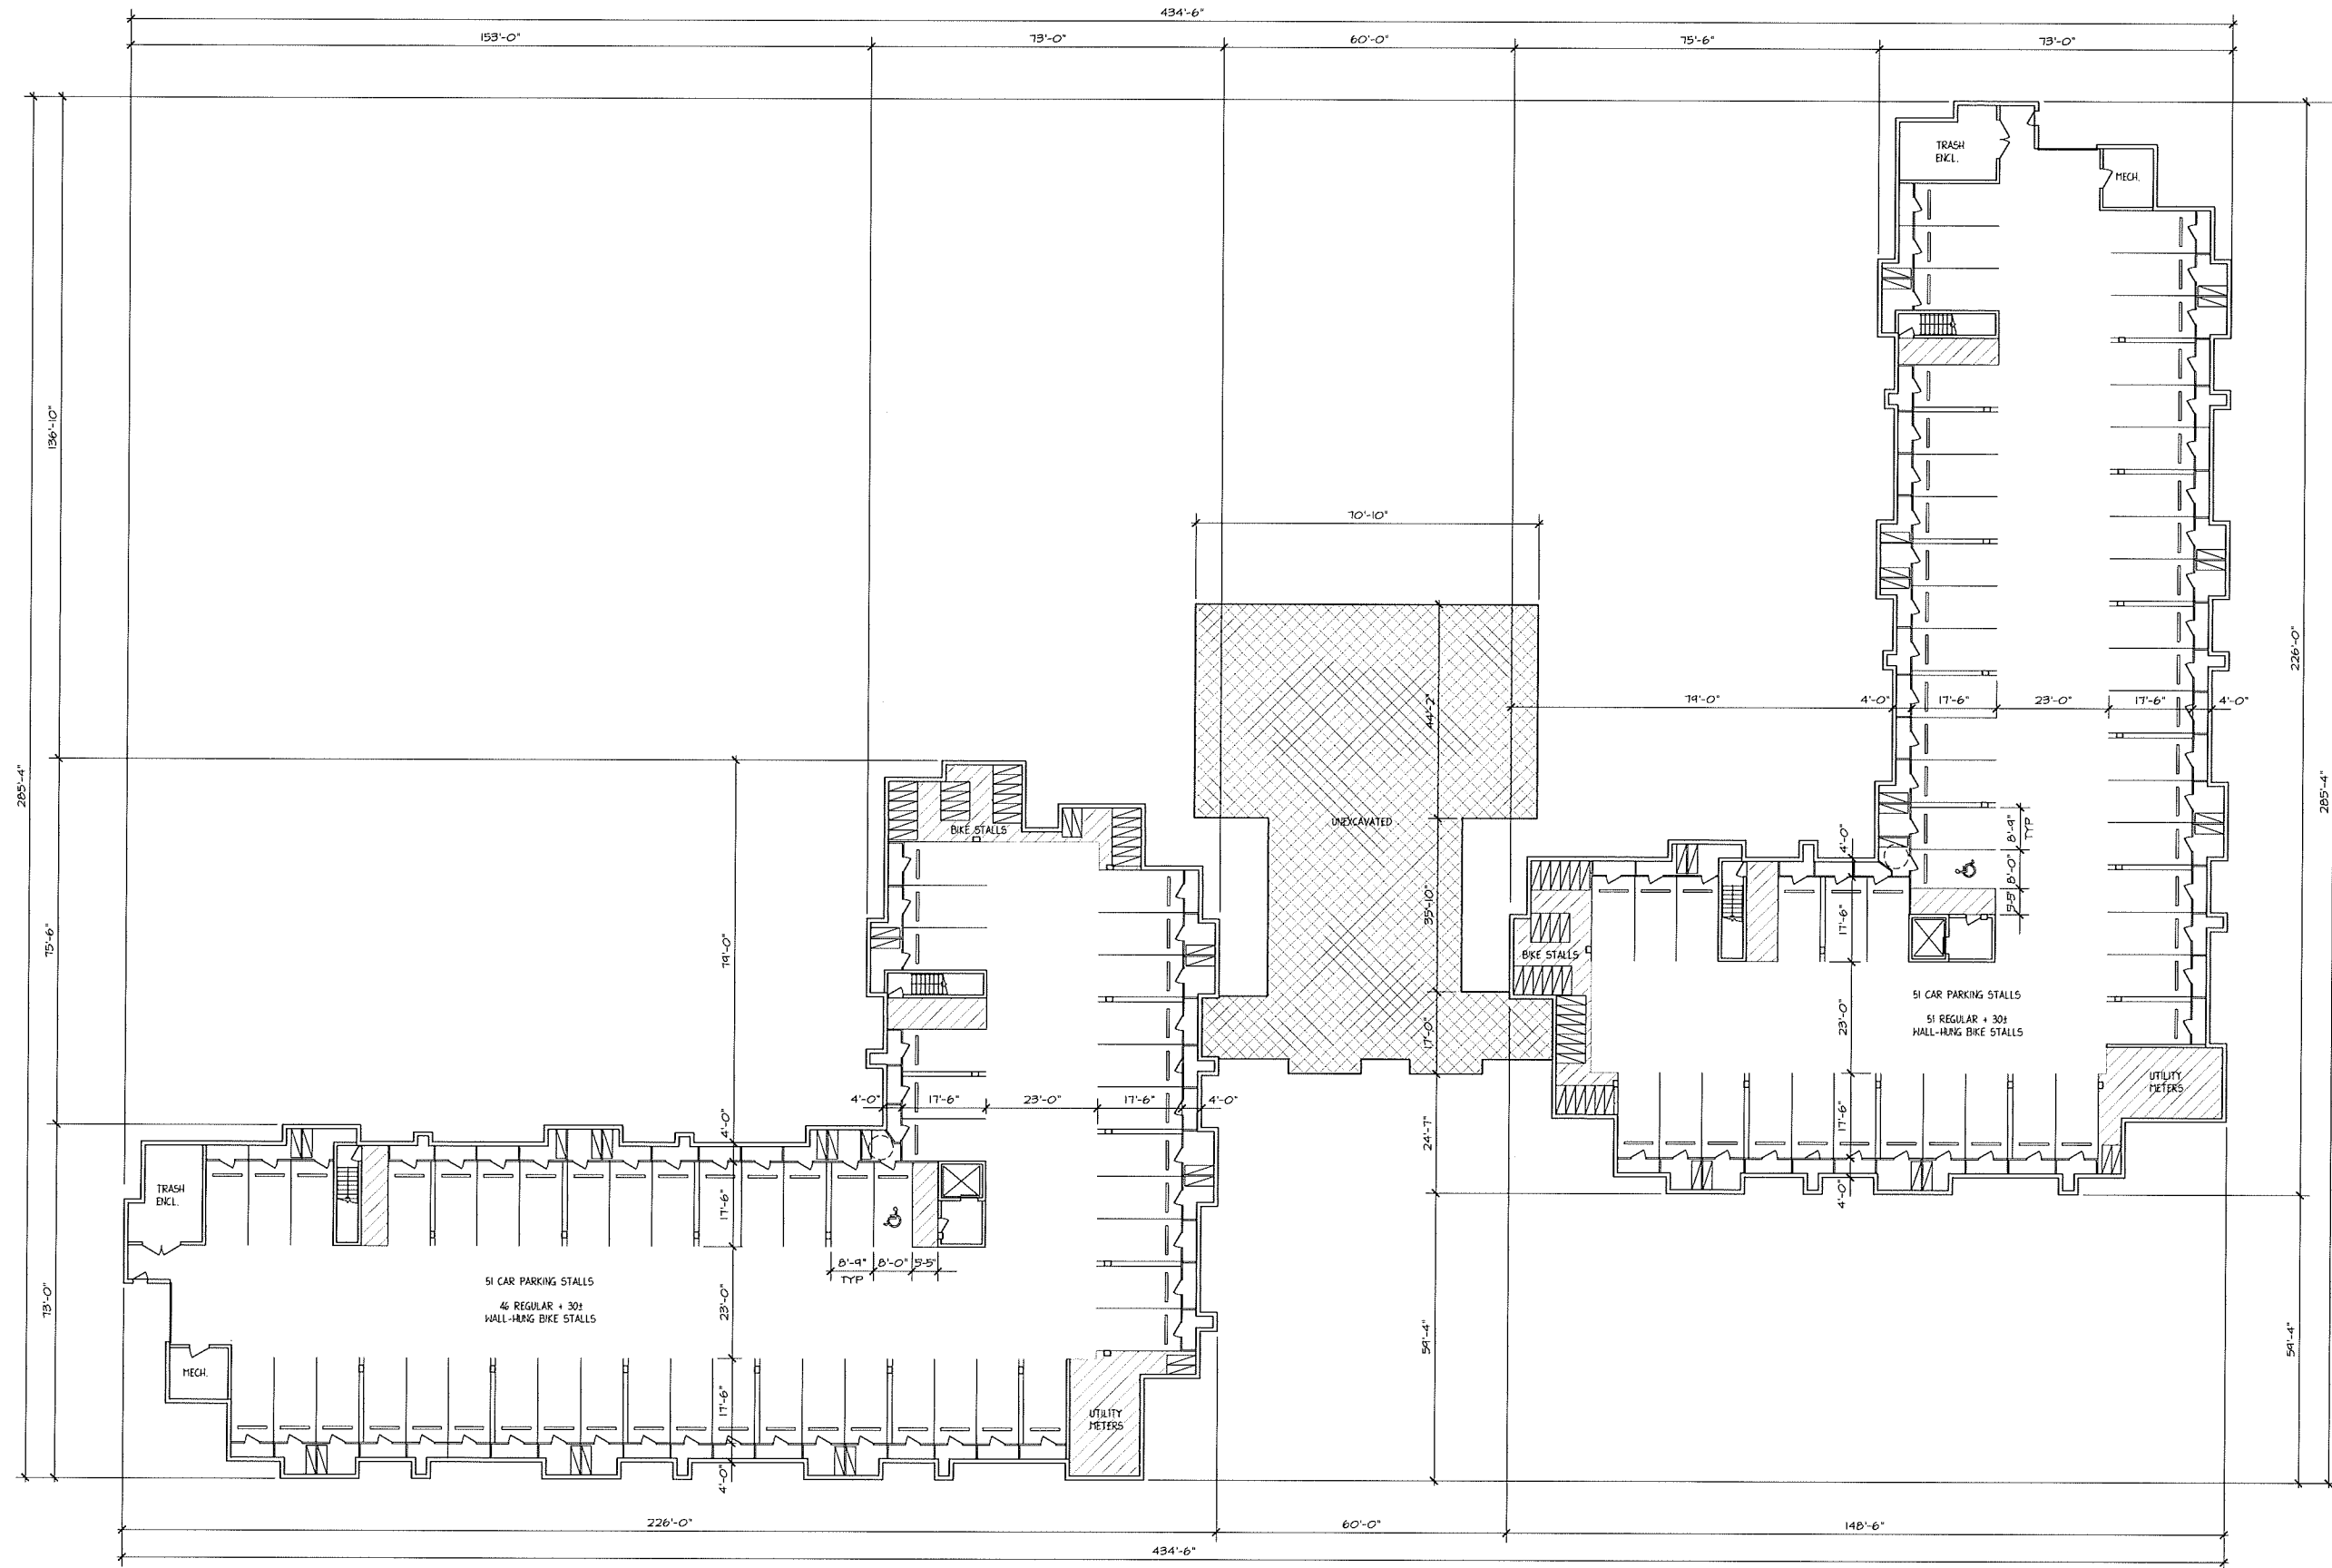 434'-6"
153'-0"
73'-0"
60'-0"
75'-6"
73'-0"
TRASH
ENCL.
MECH.
136'-10"
285'-4"
70'-10"
226'-0"
285'-4"
44'-2"
79'-0"
4'-0"
17'-6"
23'-0"
17'-6"
4'-0"
UNEXCAVATED
BIKE STALLS
75'-6"
79'-0"
35'-10"
4'-0"
8'-9"
TYP
8'-0"
5'-5"
17'-6"
BIKE STALLS
51 CAR PARKING STALLS
51 REGULAR + 30±
WALL-HUNG BIKE STALLS
23'-0"
17'-0"
UTILITY
METERS
4'-0"
17'-6"
23'-0"
17'-6"
4'-0"
4'-0"
24'-7"
17'-6"
4'-0"
TRASH
ENCL.
17'-6"
8'-9"
TYP
8'-0"
5'-5"
51 CAR PARKING STALLS
46 REGULAR + 30±
WALL-HUNG BIKE STALLS
23'-0"
73'-0"
59'-4"
59'-4"
MECH.
17'-6"
UTILITY
METERS
4'-0"
226'-0"
60'-0"
148'-6"
434'-6"